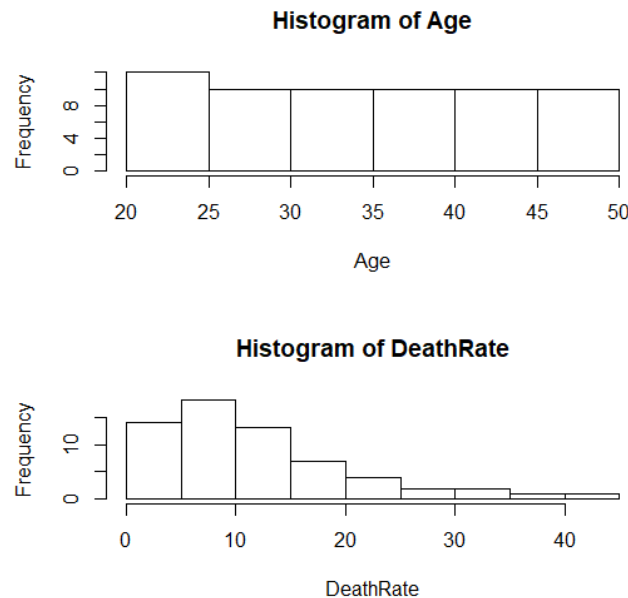 Histogram of Age
Frequency
0 4 8
20 25 30 35 40 45 50
Age
Histogram of DeathRate
Frequency
0 10
0 10 20 30 40
DeathRate